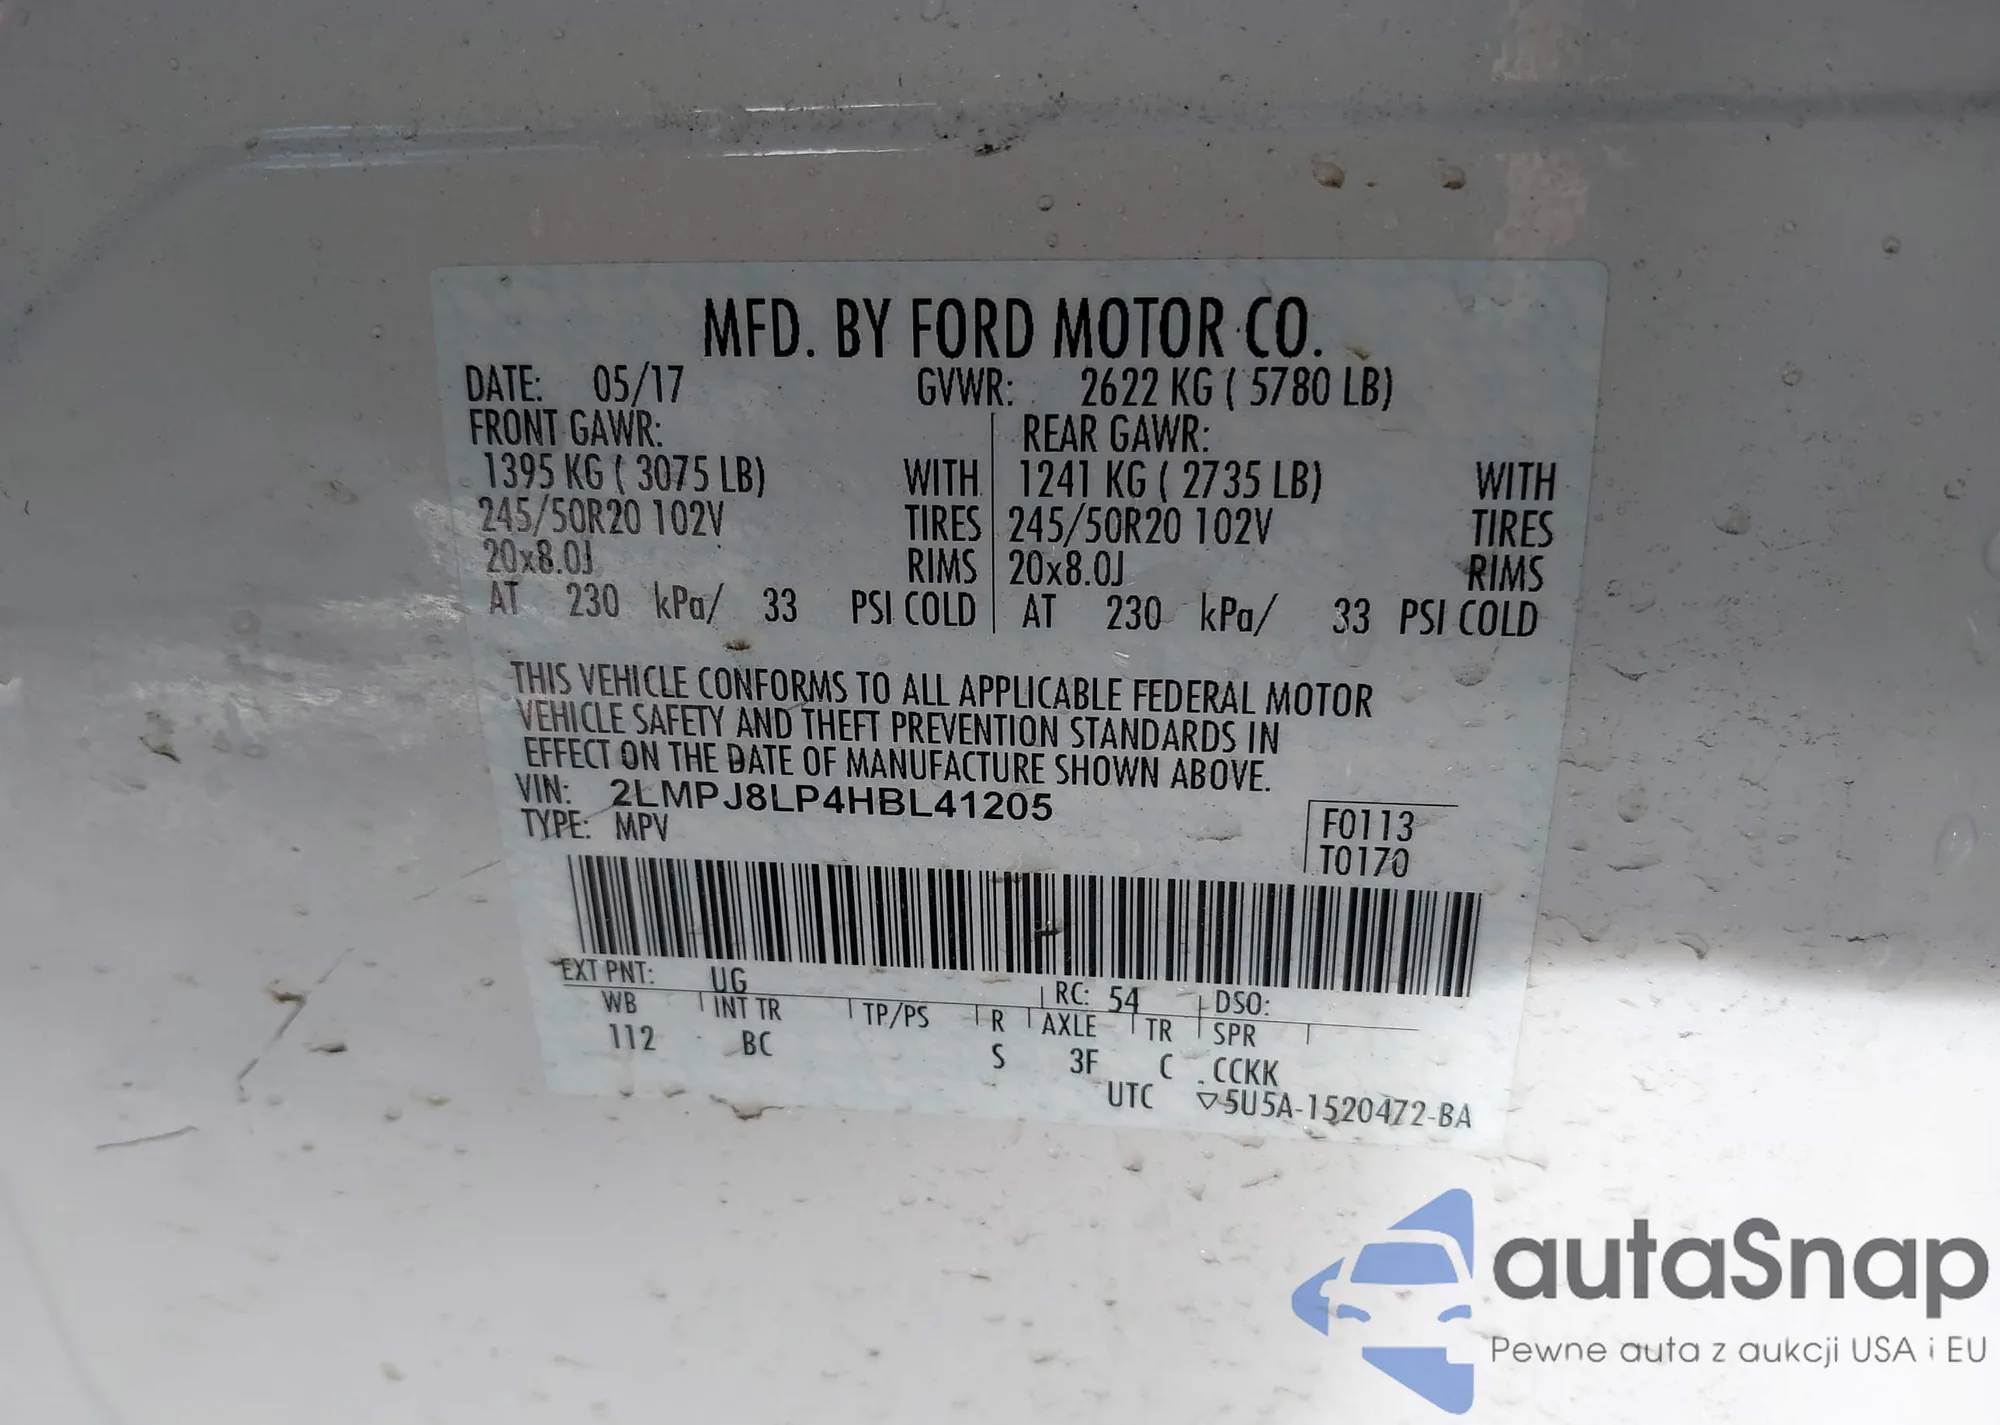 MFD. BY FORD MOTOR CO.
DATE: 05/17 GVWR: 2622 KG ( 5780 LB)
FRONT GAWR: REAR GAWR:
1395 KG ( 3075 LB) WITH 1241 KG ( 2735 LB) WITH
245/50R20 102V TIRES 245/50R20 102V TIRES
20x8.0J RIMS 20x8.0J RIMS
AT 230 kPa/ 33 PSI COLD AT 230 kPa/ 33 PSI COLD
THIS VEHICLE CONFORMS TO ALL APPLICABLE FEDERAL MOTOR
VEHICLE SAFETY AND THEFT PREVENTION STANDARDS IN
EFFECT ON THE DATE OF MANUFACTURE SHOWN ABOVE.
VIN: 2LMPJ8LP4HBL41205
TYPE: MPV
F0113
T0170
EXT PNT: UG RC: 54 DSO:
WB INT TR TP/PS R AXLE TR SPR
112 BC S 3F C CCKK
UTC ▽5U5A-1520472-BA
autaSnap
Pewne auta z aukcji USA i EU